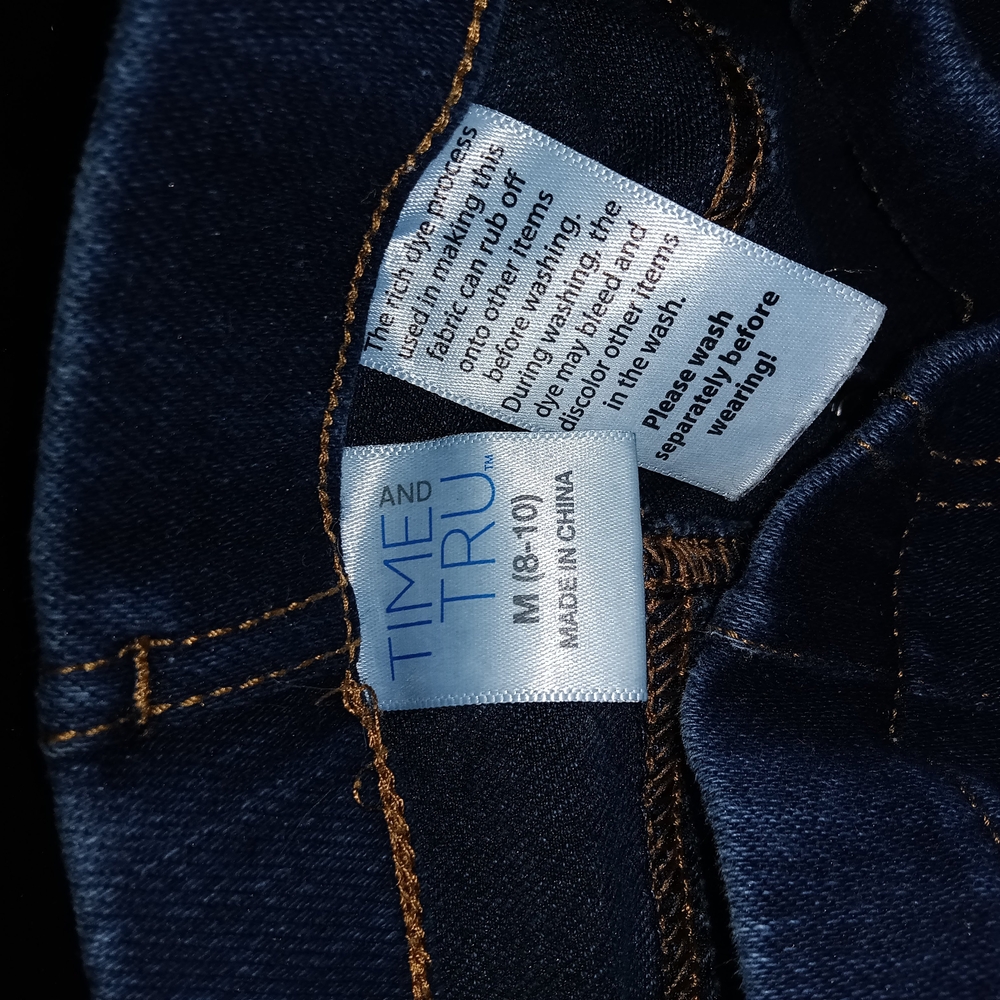 The rich dye process
used in making this
fabric can rub off
onto other items
before washing.
During washing, the
dye may bleed and
discolor other items
in the wash.
Please wash
separately before
wearing!
TIME AND
TRU™
M (8-10)
MADE IN CHINA